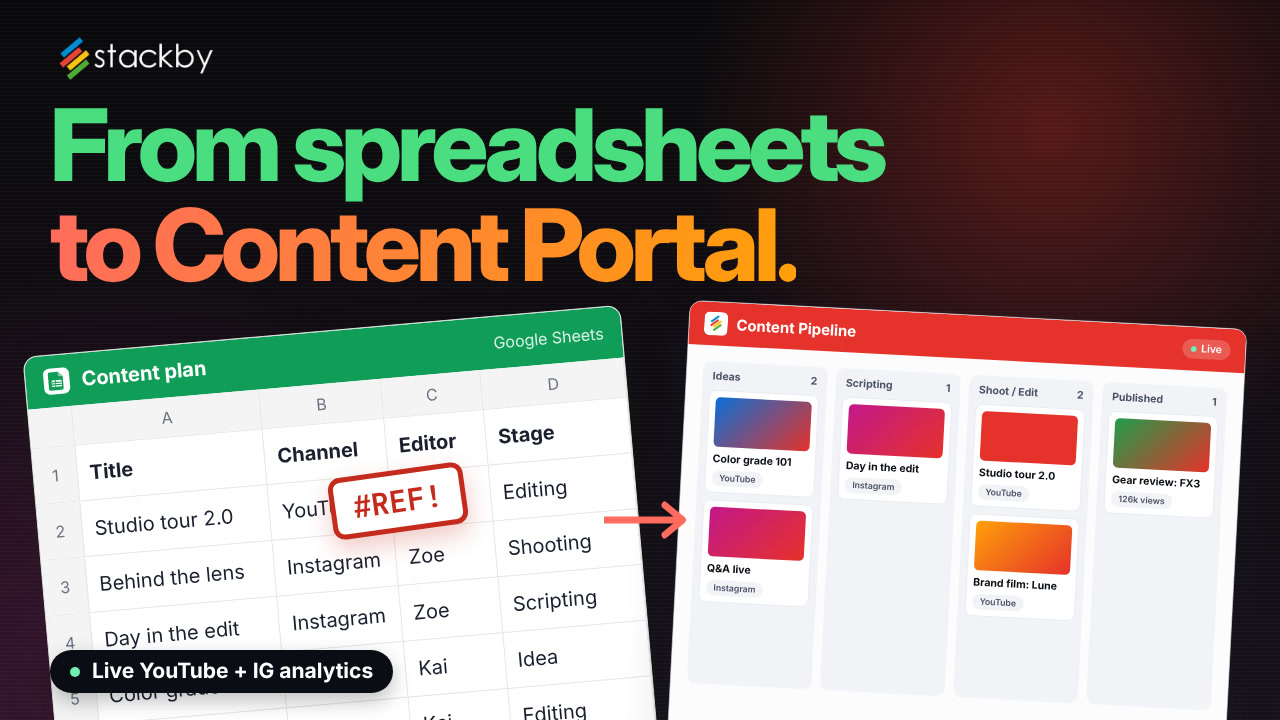 stackby
From spreadsheets
to Content Portal.
Content plan
Google Sheets
A B C D
1 Title Channel Editor Stage
2 Studio tour 2.0 Editing
#REF!
3 Behind the lens Instagram Zoe Shooting
4 Day in the edit Instagram Zoe Scripting
5 Kai Idea
Editing
Live YouTube + IG analytics
Content Pipeline
Live
Ideas 2
Color grade 101
YouTube
Q&A live
Instagram
Scripting 1
Day in the edit
Instagram
Shoot / Edit 2
Studio tour 2.0
YouTube
Brand film: Lune
YouTube
Published 1
Gear review: FX3
126k views